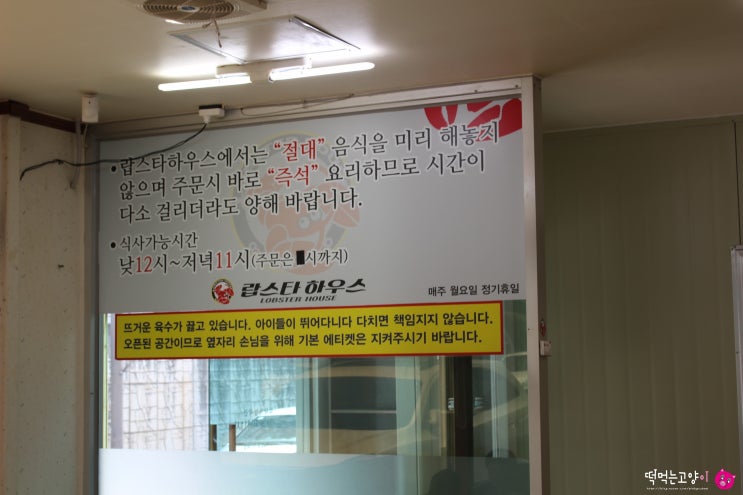 • 랍스타하우스에서는 “절대” 음식을 미리 해놓지
않으며 주문시 바로 “즉석” 요리하므로 시간이
다소 걸리더라도 양해 바랍니다.
• 식사가능시간
낮12시~저녁11시(주문은 시까지)
랍스타하우스
LOBSTER HOUSE
매주 월요일 정기휴일
뜨거운 육수가 끓고 있습니다. 아이들이 뛰어다니다 다치면 책임지지 않습니다.
오픈된 공간이므로 옆자리 손님을 위해 기본 에티켓은 지켜주시기 바랍니다.
떡먹는고양이